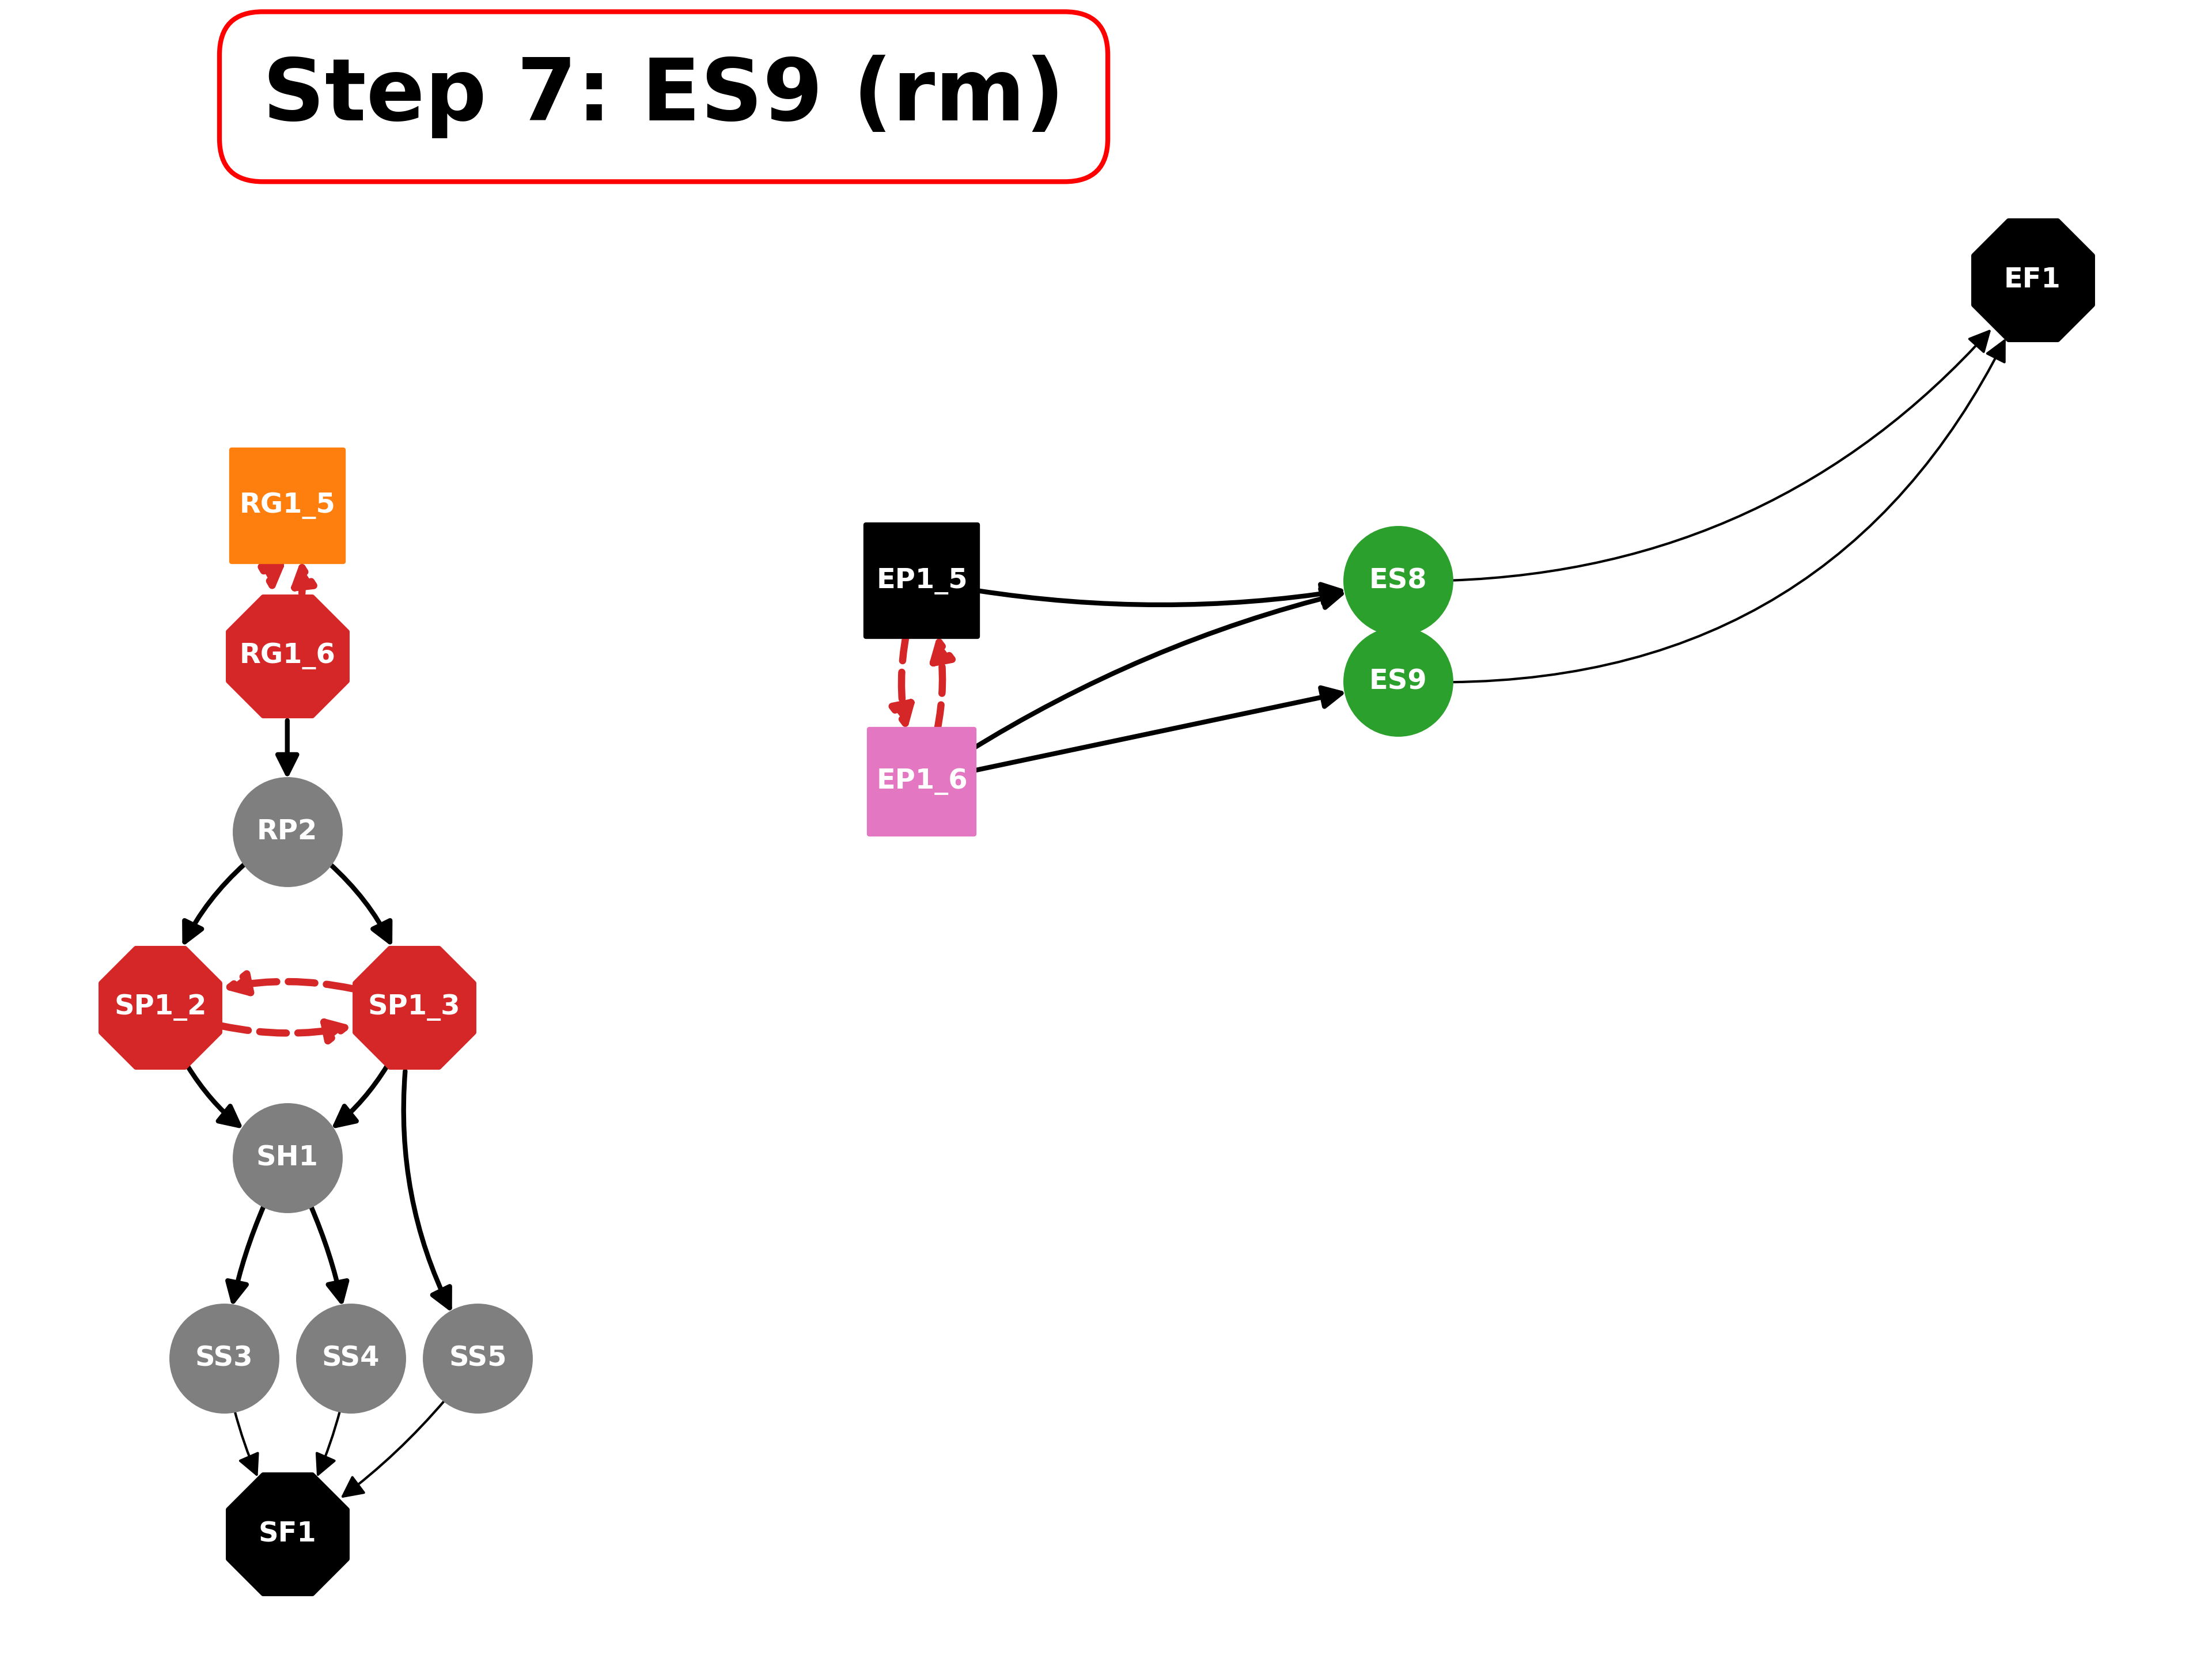 Step 7: ES9 (rm)
EF1
RG1_5
EP1_5
ES8
RG1_6
ES9
EP1_6
RP2
SP1_2
SP1_3
SH1
SS3
SS4
SS5
SF1